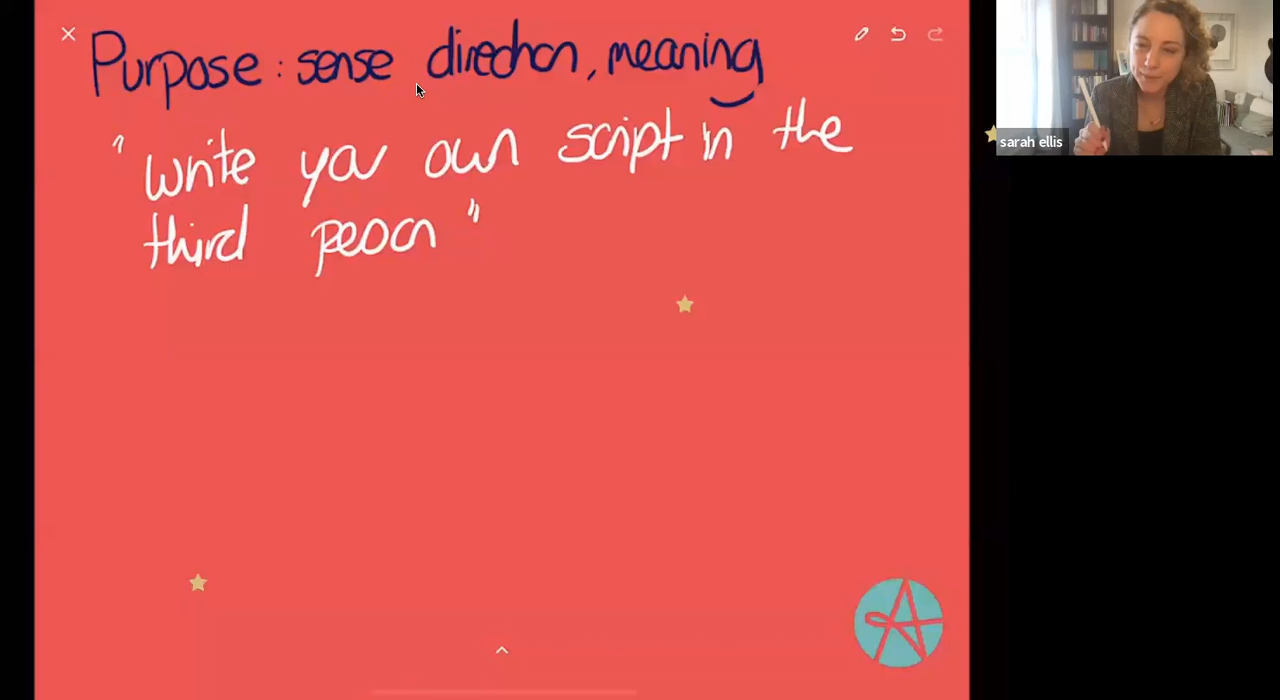 Purpose: sense direction, meaning
"Write your own script in the
third person"
sarah ellis